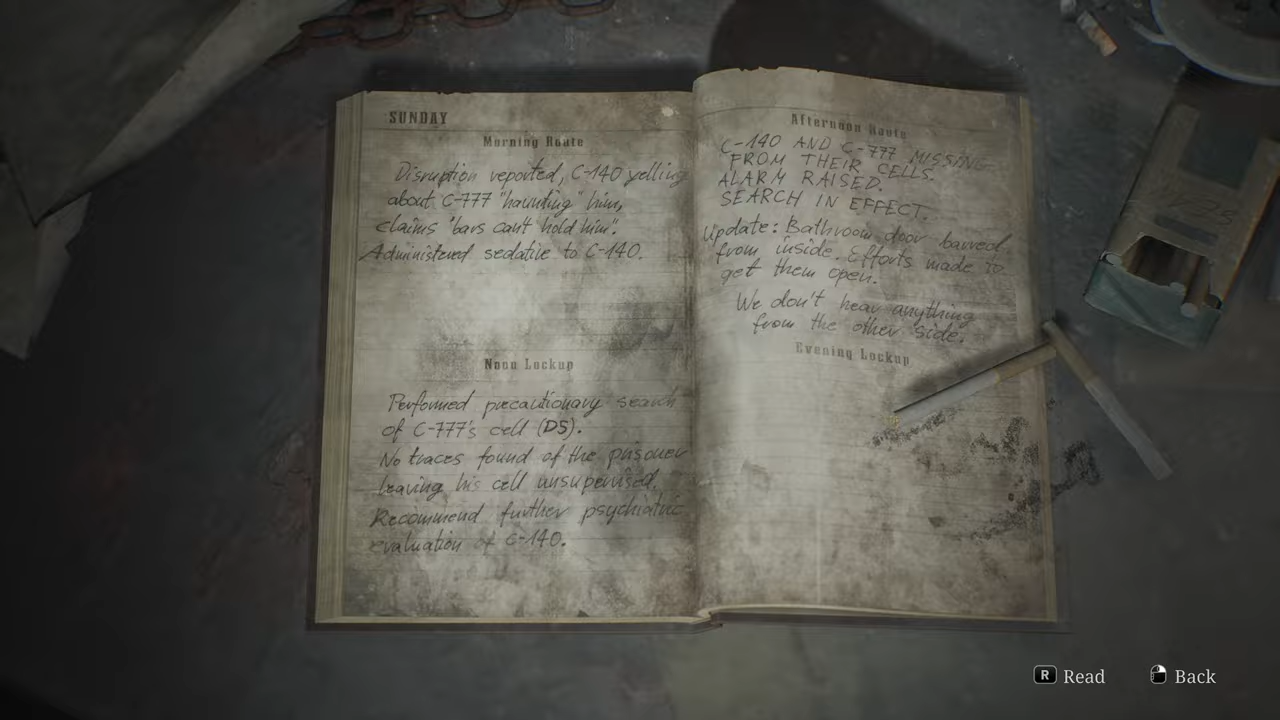 SUNDAY
Morning Route
Disruption reported, C-140 yelling
about C-777 "haunting" him,
claims "bars can't hold him".
Administered sedative to C-140.
Noon Lockup
Performed precautionary search
of C-777's cell (D5).
No traces found of the prisoner
leaving his cell unsupervised.
Recommend further psychiatric
evaluation of C-140.
Afternoon Route
C-140 AND C-777 MISSING
FROM THEIR CELLS.
ALARM RAISED.
SEARCH IN EFFECT.
Update: Bathroom door barred
from inside. Efforts made to
get them open.
We don't hear anything
from the other side.
Evening Lockup
R Read
Back